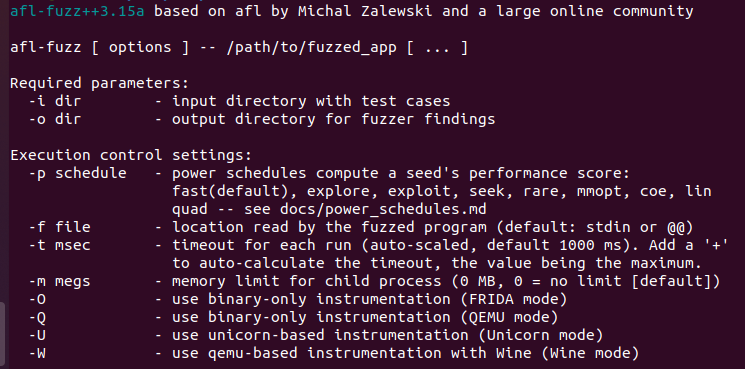 afl-fuzz++3.15a based on afl by Michal Zalewski and a large online community
afl-fuzz [ options ] -- /path/to/fuzzed_app [ ... ]
Required parameters:
-i dir - input directory with test cases
-o dir - output directory for fuzzer findings
Execution control settings:
-p schedule - power schedules compute a seed's performance score:
fast(default), explore, exploit, seek, rare, mmopt, coe, lin
quad -- see docs/power_schedules.md
-f file - location read by the fuzzed program (default: stdin or @@)
-t msec - timeout for each run (auto-scaled, default 1000 ms). Add a '+'
to auto-calculate the timeout, the value being the maximum.
-m megs - memory limit for child process (0 MB, 0 = no limit [default])
-O - use binary-only instrumentation (FRIDA mode)
-Q - use binary-only instrumentation (QEMU mode)
-U - use unicorn-based instrumentation (Unicorn mode)
-W - use qemu-based instrumentation with Wine (Wine mode)